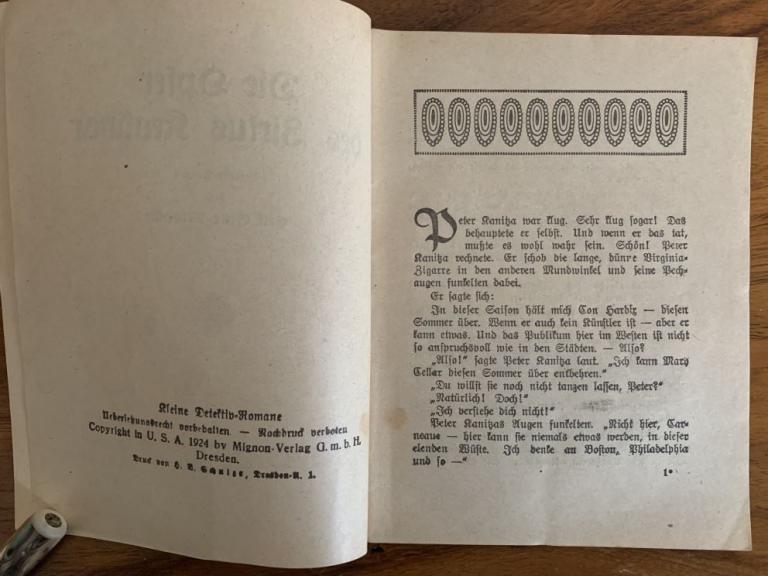 Kleine Detektiv-Romane
Uebersetzungsrecht vorbehalten — Nachdruck verboten
Copyright in U. S. A. 1924 by Mignon-Verlag G. m. b. H.
Dresden.
Druck von H. B. Schulze, Dresden-A. 1.
Peter Kanitza war klug. Sehr klug sogar! Das
behauptete er selbst. Und wenn er das tat,
mußte es wohl wahr sein. Schön! Peter
Kanitza rechnete. Er schob die lange, dünne Virginia-
Zigarre in den anderen Mundwinkel und seine Pech-
augen funkelten dabei.
Er sagte sich:
In dieser Saison hält mich Con Hardtz — diesen
Sommer über. Wenn er auch kein Künstler ist — aber er
kann etwas. Und das Publikum hier im Westen ist nicht
so anspruchsvoll wie in den Städten. — Also?
„Also!“ sagte Peter Kanitza laut. „Ich kann Mary
Cellar diesen Sommer über entbehren.“
„Du willst sie noch nicht tanzen lassen, Peter?“
„Natürlich! Doch!“
„Ich verstehe dich nicht!“
Peter Kanitzas Augen funkelten. „Nicht hier, Car-
neaux — hier kann sie niemals etwas werden, in dieser
elenden Wüste. Ich denke an Boston, Philadelphia
und so —“
1*